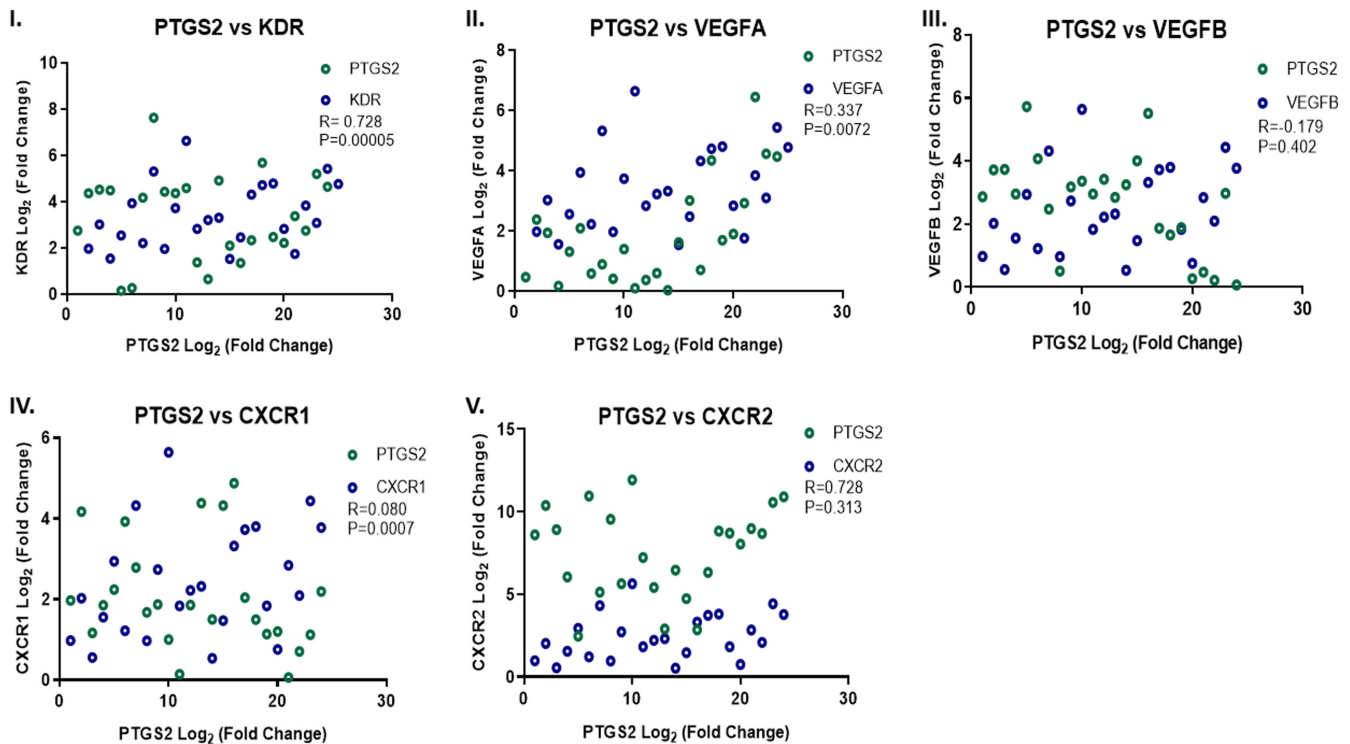 I.
PTGS2 vs KDR
KDR Log2 (Fold Change)
10
8
6
4
2
0
0
10
20
30
PTGS2 Log2 (Fold Change)
PTGS2
KDR
R= 0.728
P=0.00005
II.
PTGS2 vs VEGFA
VEGFA Log2 (Fold Change)
8
6
4
2
0
0
10
20
30
PTGS2 Log2 (Fold Change)
PTGS2
VEGFA
R=0.337
P=0.0072
III.
PTGS2 vs VEGFB
VEGFB Log2 (Fold Change)
8
6
4
2
0
0
10
20
30
PTGS2 Log2 (Fold Change)
PTGS2
VEGFB
R=-0.179
P=0.402
IV.
PTGS2 vs CXCR1
CXCR1 Log2 (Fold Change)
6
4
2
0
0
10
20
30
PTGS2 Log2 (Fold Change)
PTGS2
CXCR1
R=0.080
P=0.0007
V.
PTGS2 vs CXCR2
CXCR2 Log2 (Fold Change)
15
10
5
0
0
10
20
30
PTGS2 Log2 (Fold Change)
PTGS2
CXCR2
R=0.728
P=0.313